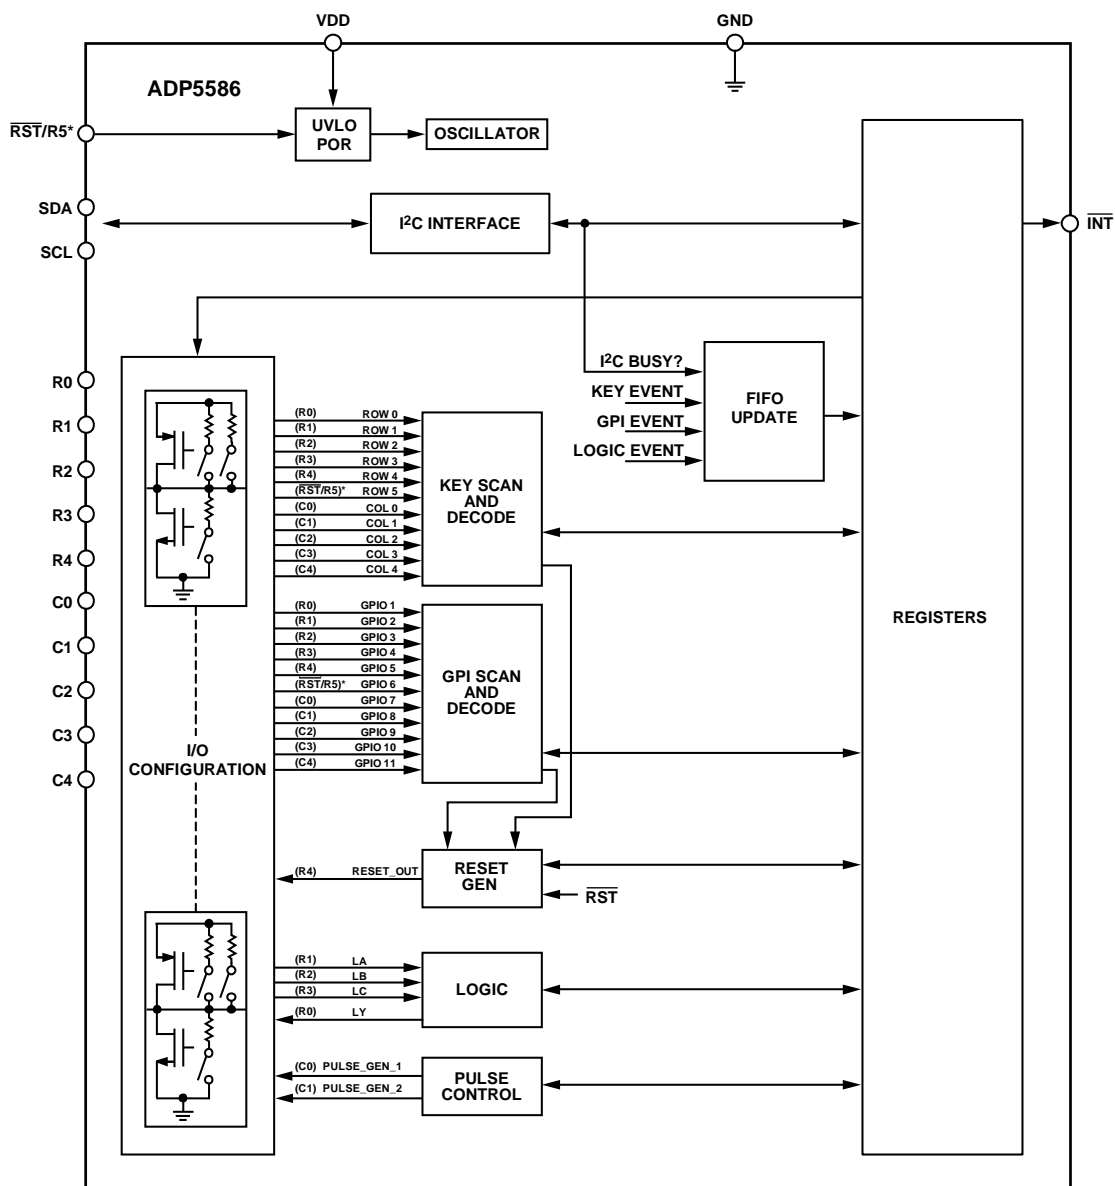 VDD
GND
ADP5586
RST/R5*
UVLO
POR
OSCILLATOR
SDA
I2C INTERFACE
INT
SCL
I2C BUSY?
KEY EVENT
GPI EVENT
LOGIC EVENT
FIFO
UPDATE
R0
R1
R2
R3
R4
C0
C1
C2
C3
C4
(R0) ROW 0
(R1) ROW 1
(R2) ROW 2
(R3) ROW 3
(R4) ROW 4
(RST/R5)* ROW 5
(C0) COL 0
(C1) COL 1
(C2) COL 2
(C3) COL 3
(C4) COL 4
KEY SCAN
AND
DECODE
(R0) GPIO 1
(R1) GPIO 2
(R2) GPIO 3
(R3) GPIO 4
(R4) GPIO 5
(RST/R5)* GPIO 6
(C0) GPIO 7
(C1) GPIO 8
(C2) GPIO 9
(C3) GPIO 10
(C4) GPIO 11
GPI SCAN
AND
DECODE
REGISTERS
I/O
CONFIGURATION
(R4) RESET_OUT
RESET
GEN
RST
(R1) LA
(R2) LB
(R3) LC
(R0) LY
LOGIC
(C0) PULSE_GEN_1
(C1) PULSE_GEN_2
PULSE
CONTROL